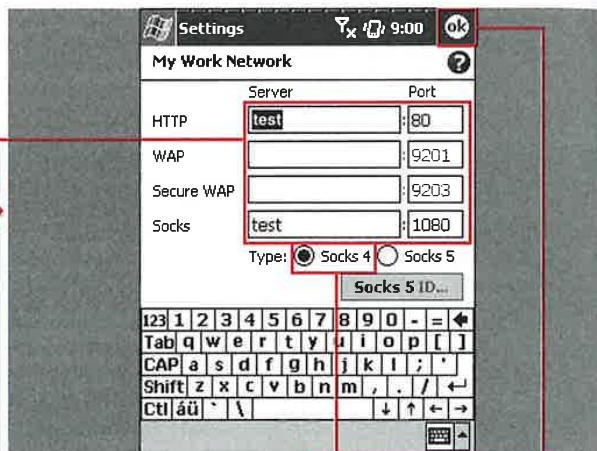 Settings 9:00 ok
My Work Network ?
Server Port
HTTP test : 80
WAP : 9201
Secure WAP : 9203
Socks test : 1080
Type: Socks 4 Socks 5
Socks 5 ID...
123 1 2 3 4 5 6 7 8 9 0 - =
Tab q w e r t y u i o p [ ]
CAP a s d f g h j k l ; '
Shift z x c v b n m , . /
Ctl áü ` \